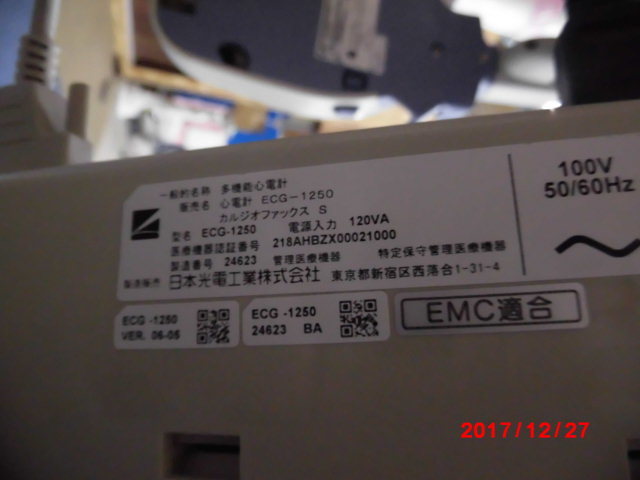 一般的名称 多機能心電計
販売名 心電計 ECG-1250
カルジオファックス S
型名 ECG-1250 電源入力 120VA
医療機器認証番号 218AHBZX00021000
製造番号 24623 管理医療機器 特定保守管理医療機器
製造販売 日本光電工業株式会社 東京都新宿区西落合1-31-4
100V
50/60Hz
ECG -1250
VER. 06-05
ECG -1250
24623 BA
EMC適合
2017/12/27